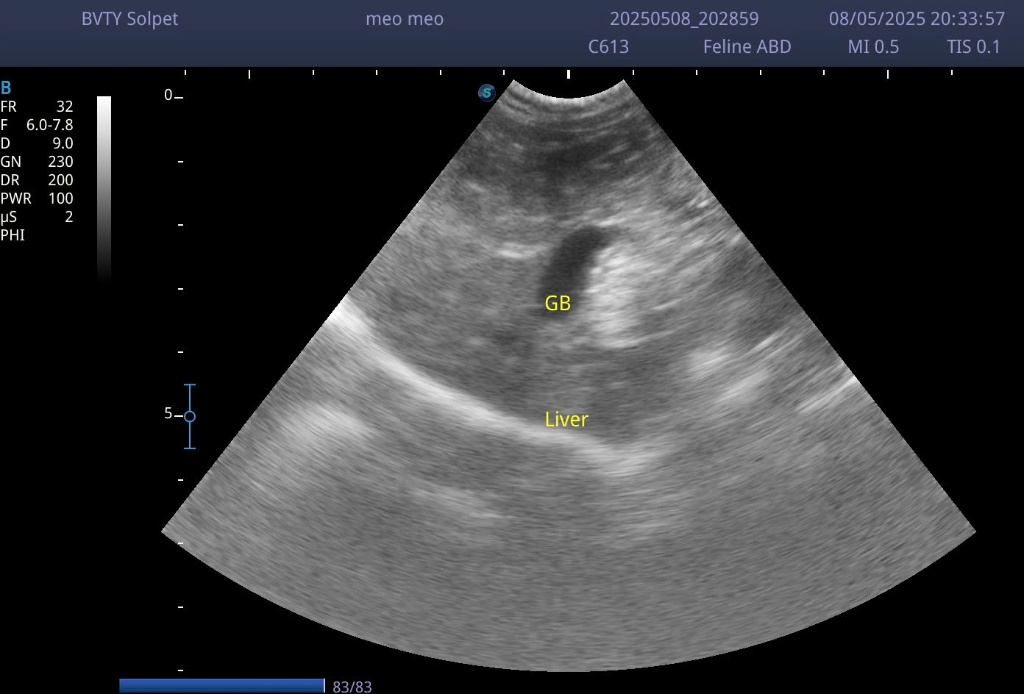 BVTY Solpet meo meo 20250508_202859 08/05/2025 20:33:57
C613 Feline ABD MI 0.5 TIS 0.1
B
FR 32
F 6.0-7.8
D 9.0
GN 230
DR 200
PWR 100
µS 2
PHI
0
S
GB
5
Liver
83/83